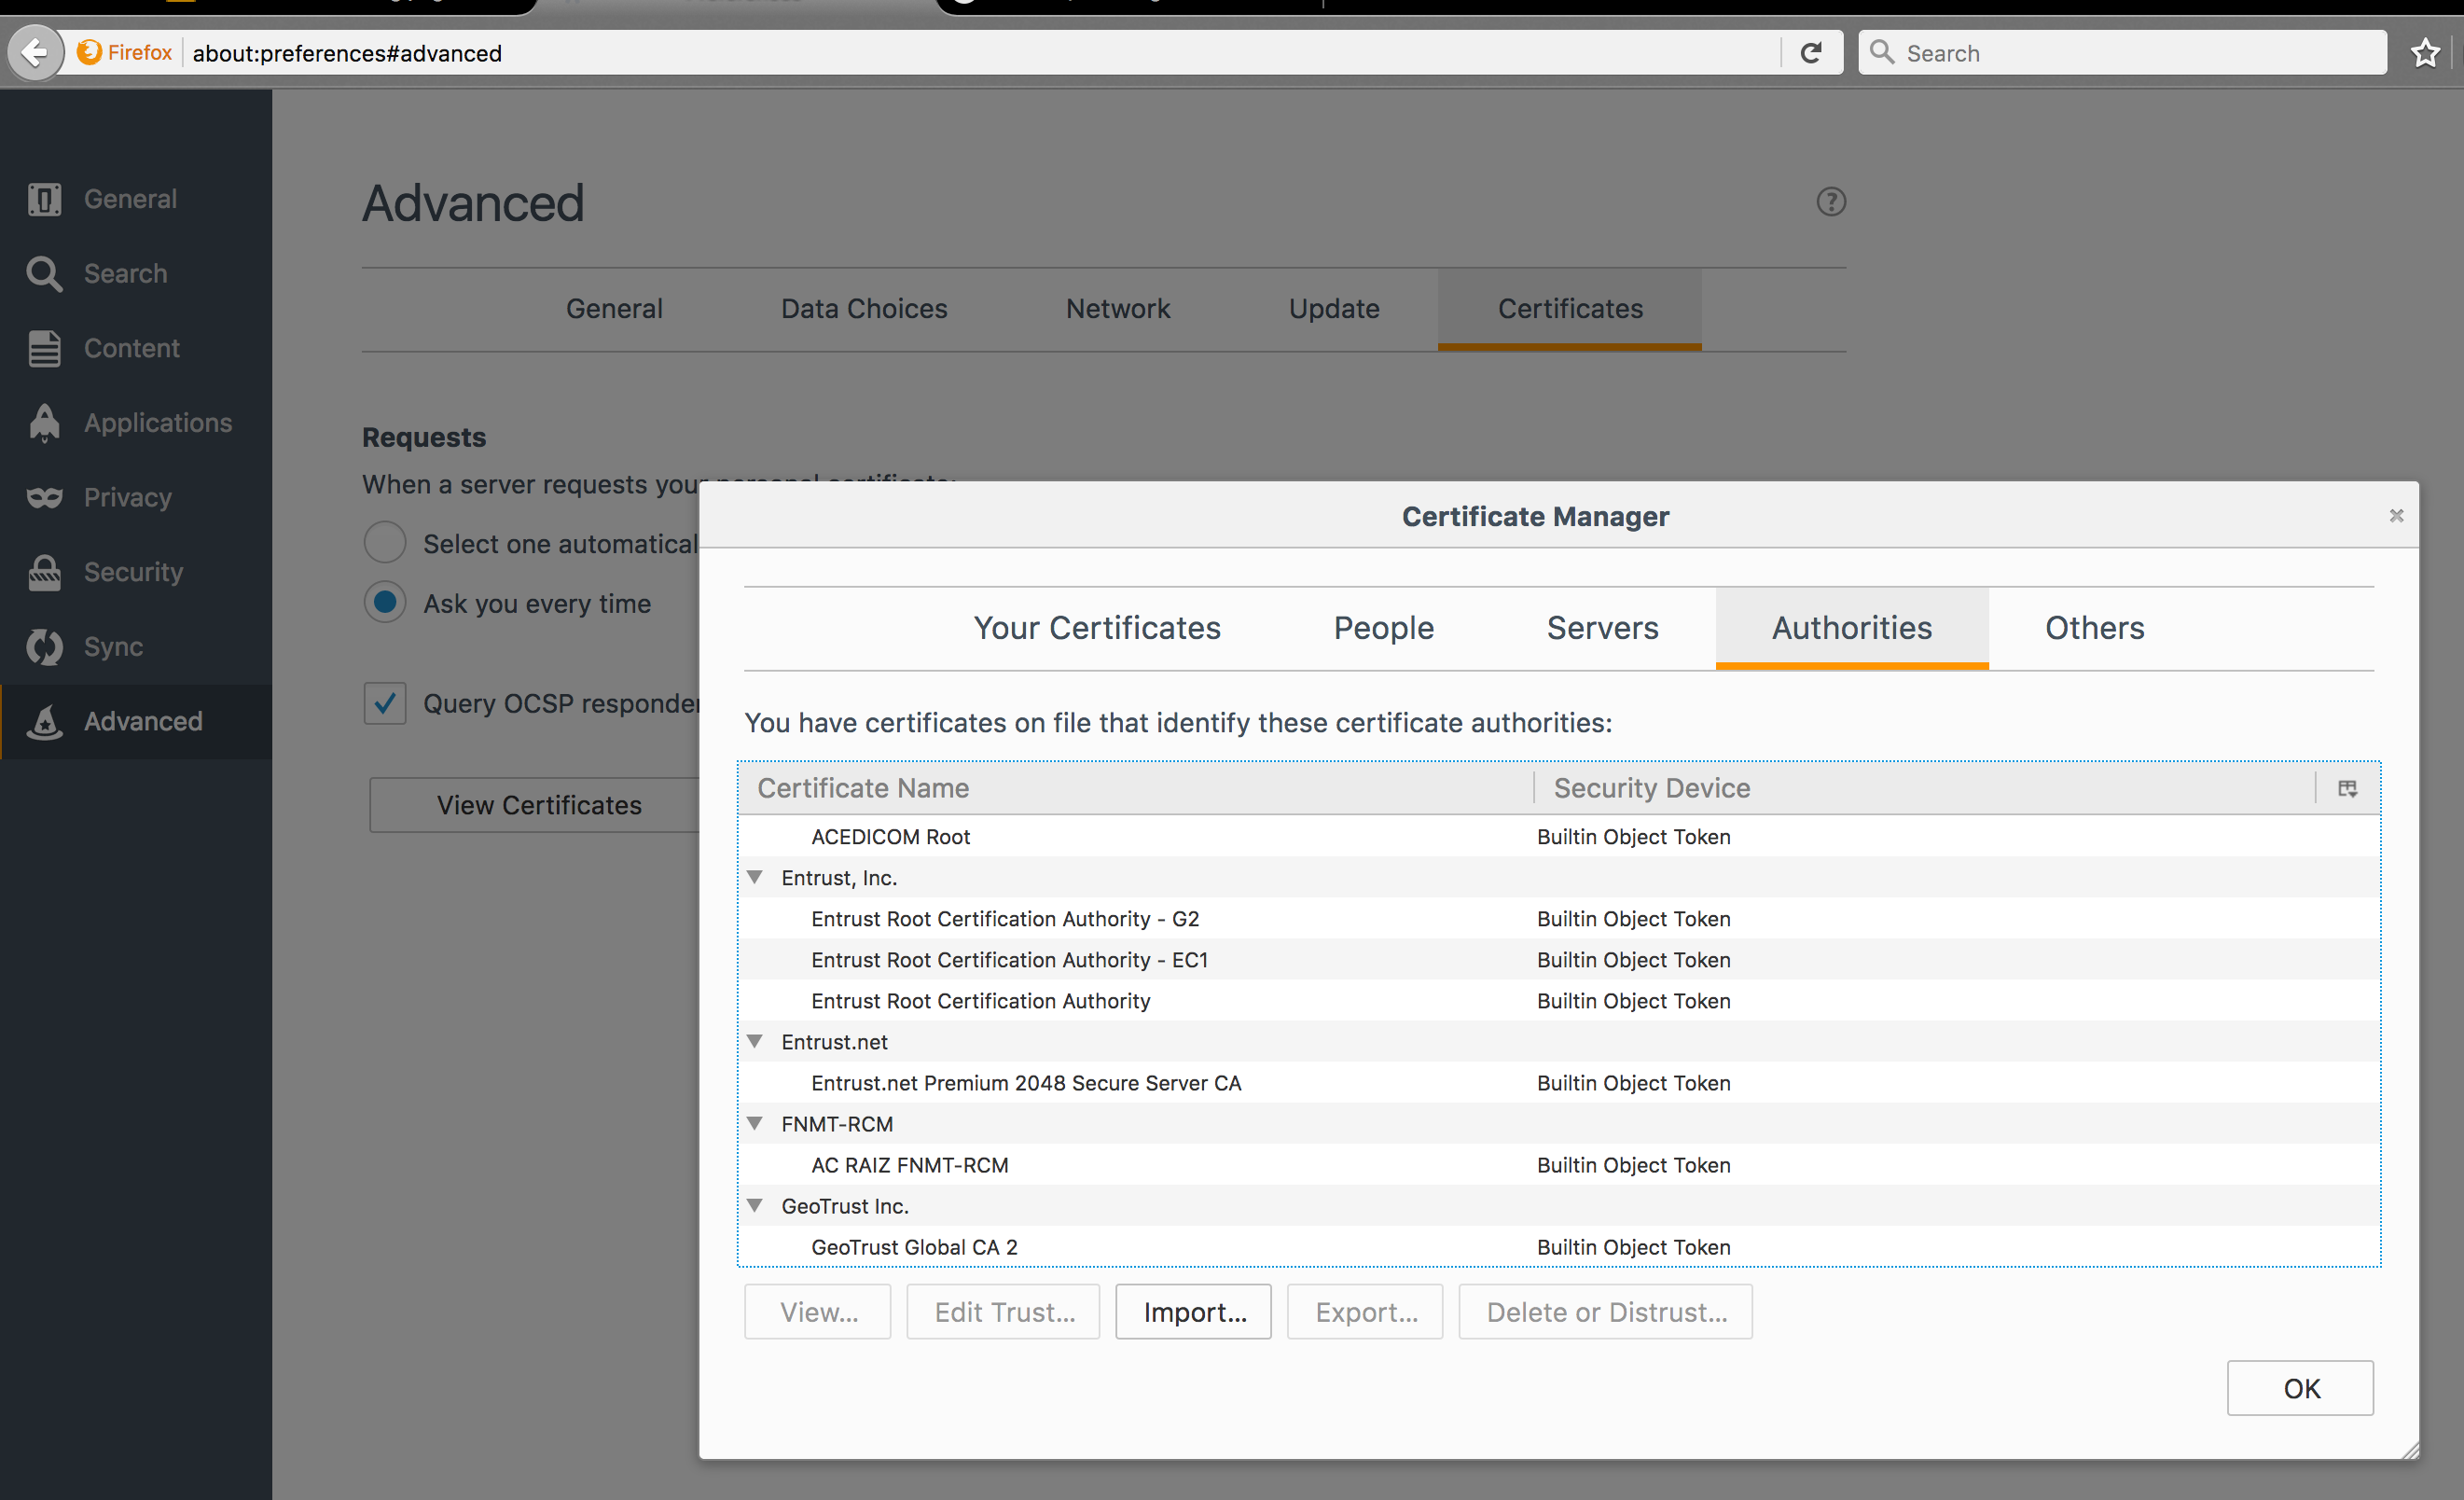 Firefox about:preferences#advanced
Search
General
Search
Content
Applications
Privacy
Security
Sync
Advanced
Advanced
?
General Data Choices Network Update Certificates
Requests
When a server requests your personal certificate:
Select one automatical
Ask you every time
Query OCSP responder
View Certificates
Certificate Manager
Your Certificates People Servers Authorities Others
You have certificates on file that identify these certificate authorities:
Certificate Name Security Device
ACEDICOM Root Builtin Object Token
Entrust, Inc.
Entrust Root Certification Authority - G2 Builtin Object Token
Entrust Root Certification Authority - EC1 Builtin Object Token
Entrust Root Certification Authority Builtin Object Token
Entrust.net
Entrust.net Premium 2048 Secure Server CA Builtin Object Token
FNMT-RCM
AC RAIZ FNMT-RCM Builtin Object Token
GeoTrust Inc.
GeoTrust Global CA 2 Builtin Object Token
View... Edit Trust... Import... Export... Delete or Distrust...
OK